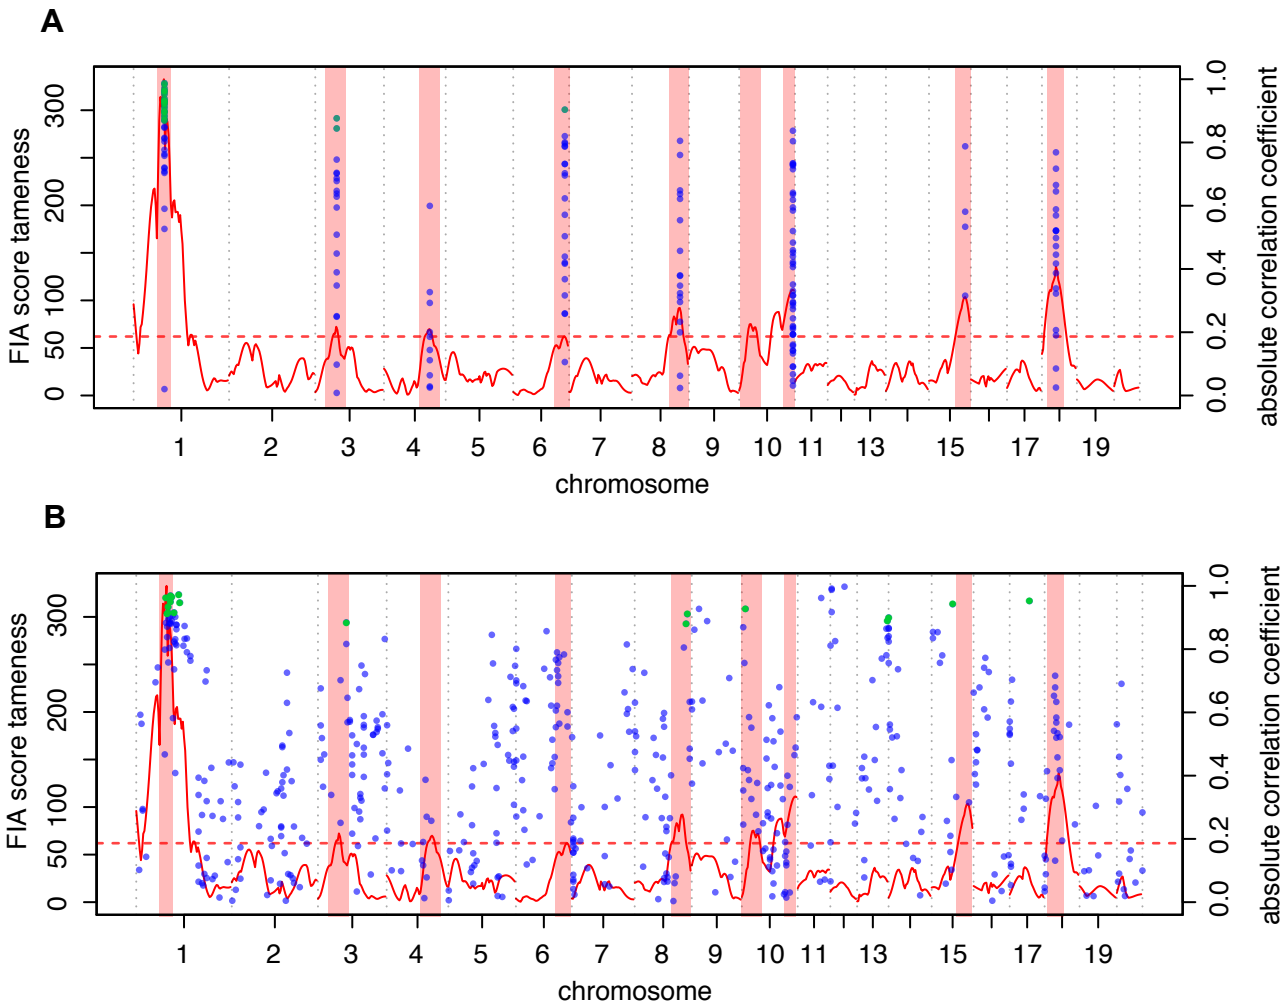 A
FIA score tameness
0 50 100 200 300
0.0 0.2 0.4 0.6 0.8 1.0
absolute correlation coefficient
1 2 3 4 5 6 7 8 9 10 11 13 15 17 19
chromosome
B
FIA score tameness
0 50 100 200 300
0.0 0.2 0.4 0.6 0.8 1.0
absolute correlation coefficient
1 2 3 4 5 6 7 8 9 10 11 13 15 17 19
chromosome